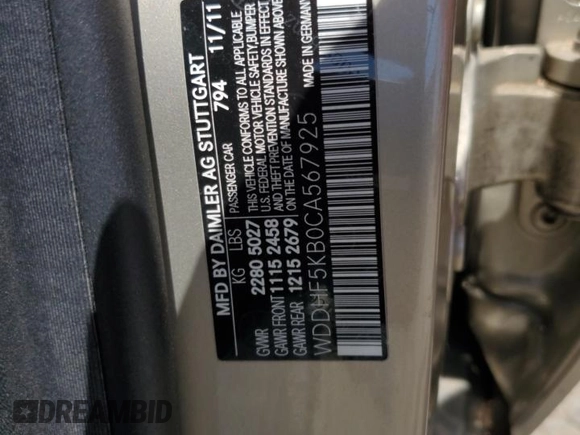 MFD BY DAIMLER AG STUTTGART
PASSENGER CAR 794 11/11
KG LBS THIS VEHICLE CONFORMS TO ALL APPLICABLE
U.S. FEDERAL MOTOR VEHICLE SAFETY, BUMPER
GVWR 2280 5027 AND THEFT PREVENTION STANDARDS IN EFFECT
GAWR FRONT 1115 2458 ON THE DATE OF MANUFACTURE SHOWN ABOVE
GAWR REAR 1215 2679 MADE IN GERMANY
WDDHF5KB0CA567925
DREAMBID